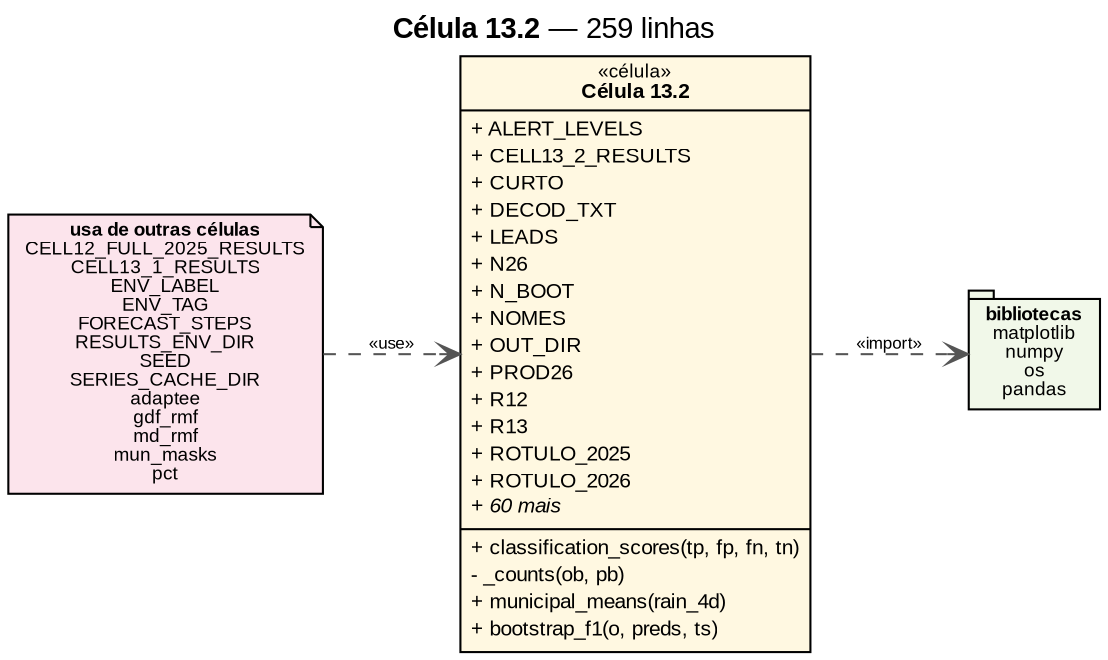 Célula 13.2 — 259 linhas
usa de outras células
CELL12_FULL_2025_RESULTS
CELL13_1_RESULTS
ENV_LABEL
ENV_TAG
FORECAST_STEPS
RESULTS_ENV_DIR
SEED
SERIES_CACHE_DIR
adaptee
gdf_rmf
md_rmf
mun_masks
pct
«use»
«célula»
Célula 13.2
+ ALERT_LEVELS
+ CELL13_2_RESULTS
+ CURTO
+ DECOD_TXT
+ LEADS
+ N26
+ N_BOOT
+ NOMES
+ OUT_DIR
+ PROD26
+ R12
+ R13
+ ROTULO_2025
+ ROTULO_2026
+ 60 mais
+ classification_scores(tp, fp, fn, tn)
- _counts(ob, pb)
+ municipal_means(rain_4d)
+ bootstrap_f1(o, preds, ts)
«import»
bibliotecas
matplotlib
numpy
os
pandas